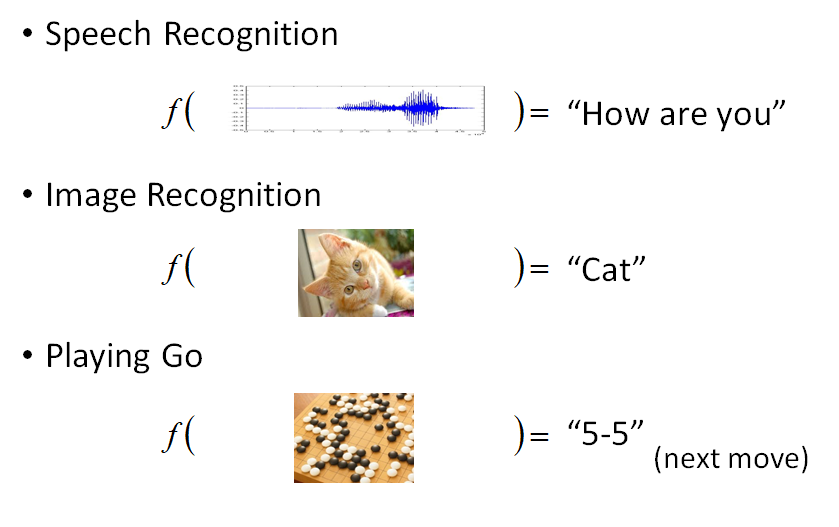 • Speech Recognition
f( )= “How are you”
• Image Recognition
f( )= “Cat”
• Playing Go
f( )= “5-5”
(next move)